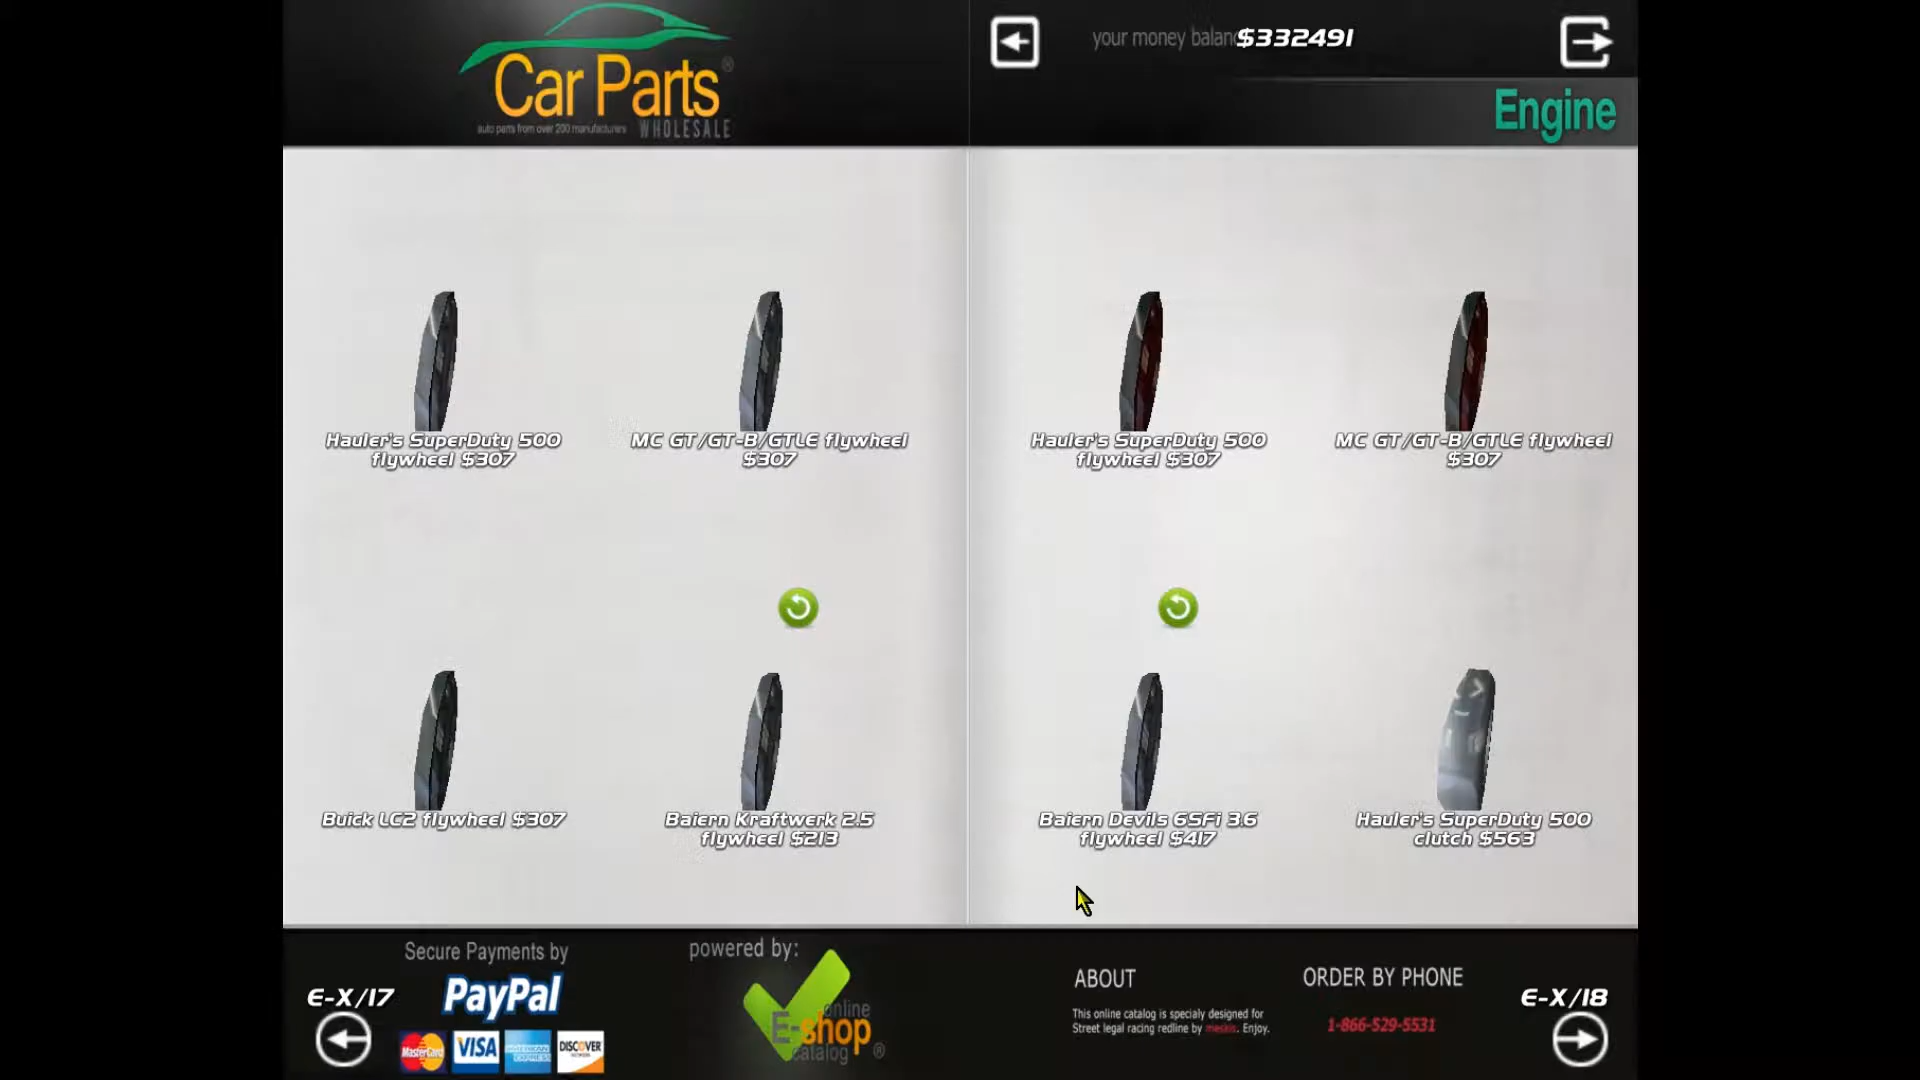 Car Parts ®
auto parts from over 200 manufacturers WHOLESALE
your money balan $332491
Engine
Hauler's SuperDuty 500
flywheel $307
MC GT/GT-B/GTLE flywheel
$307
Hauler's SuperDuty 500
flywheel $307
MC GT/GT-B/GTLE flywheel
$307
Buick LC2 flywheel $307
Baiern Kraftwerk 2.5
flywheel $213
Baiern Devils 6SFi 3.6
flywheel $417
Hauler's SuperDuty 500
clutch $563
E-X/17
Secure Payments by
PayPal
MasterCard VISA AMERICAN EXPRESS DISCOVER
powered by:
online
E-shop
catalog ®
ABOUT
This online catalog is specialy designed for
Street legal racing redline by meskis. Enjoy.
ORDER BY PHONE
1-866-529-5531
E-X/18